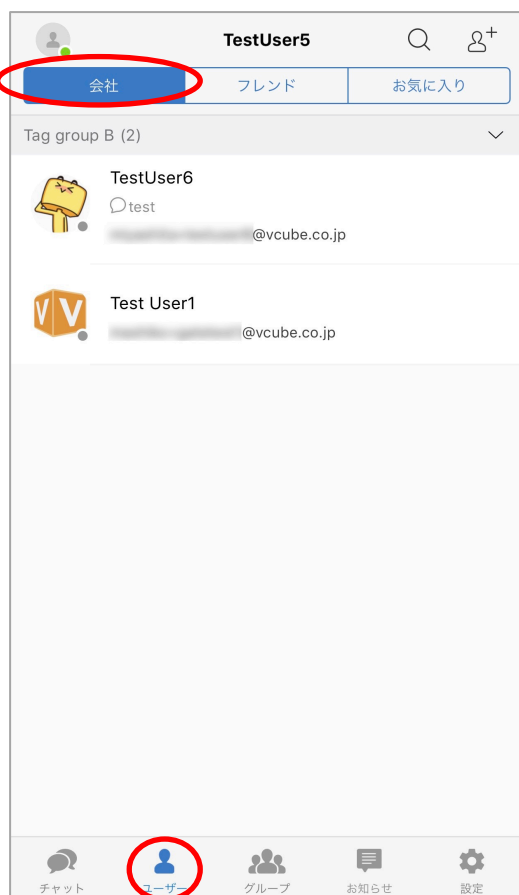 TestUser5
会社 フレンド お気に入り
Tag group B (2)
TestUser6
test
@vcube.co.jp
Test User1
@vcube.co.jp
チャット ユーザー グループ お知らせ 設定